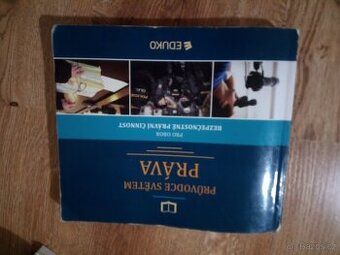 PRŮVODCE SVĚTEM
PRÁVA
PRO OBOR
BEZPEČNOSTNĚ PRÁVNÍ ČINNOST
EDUKO